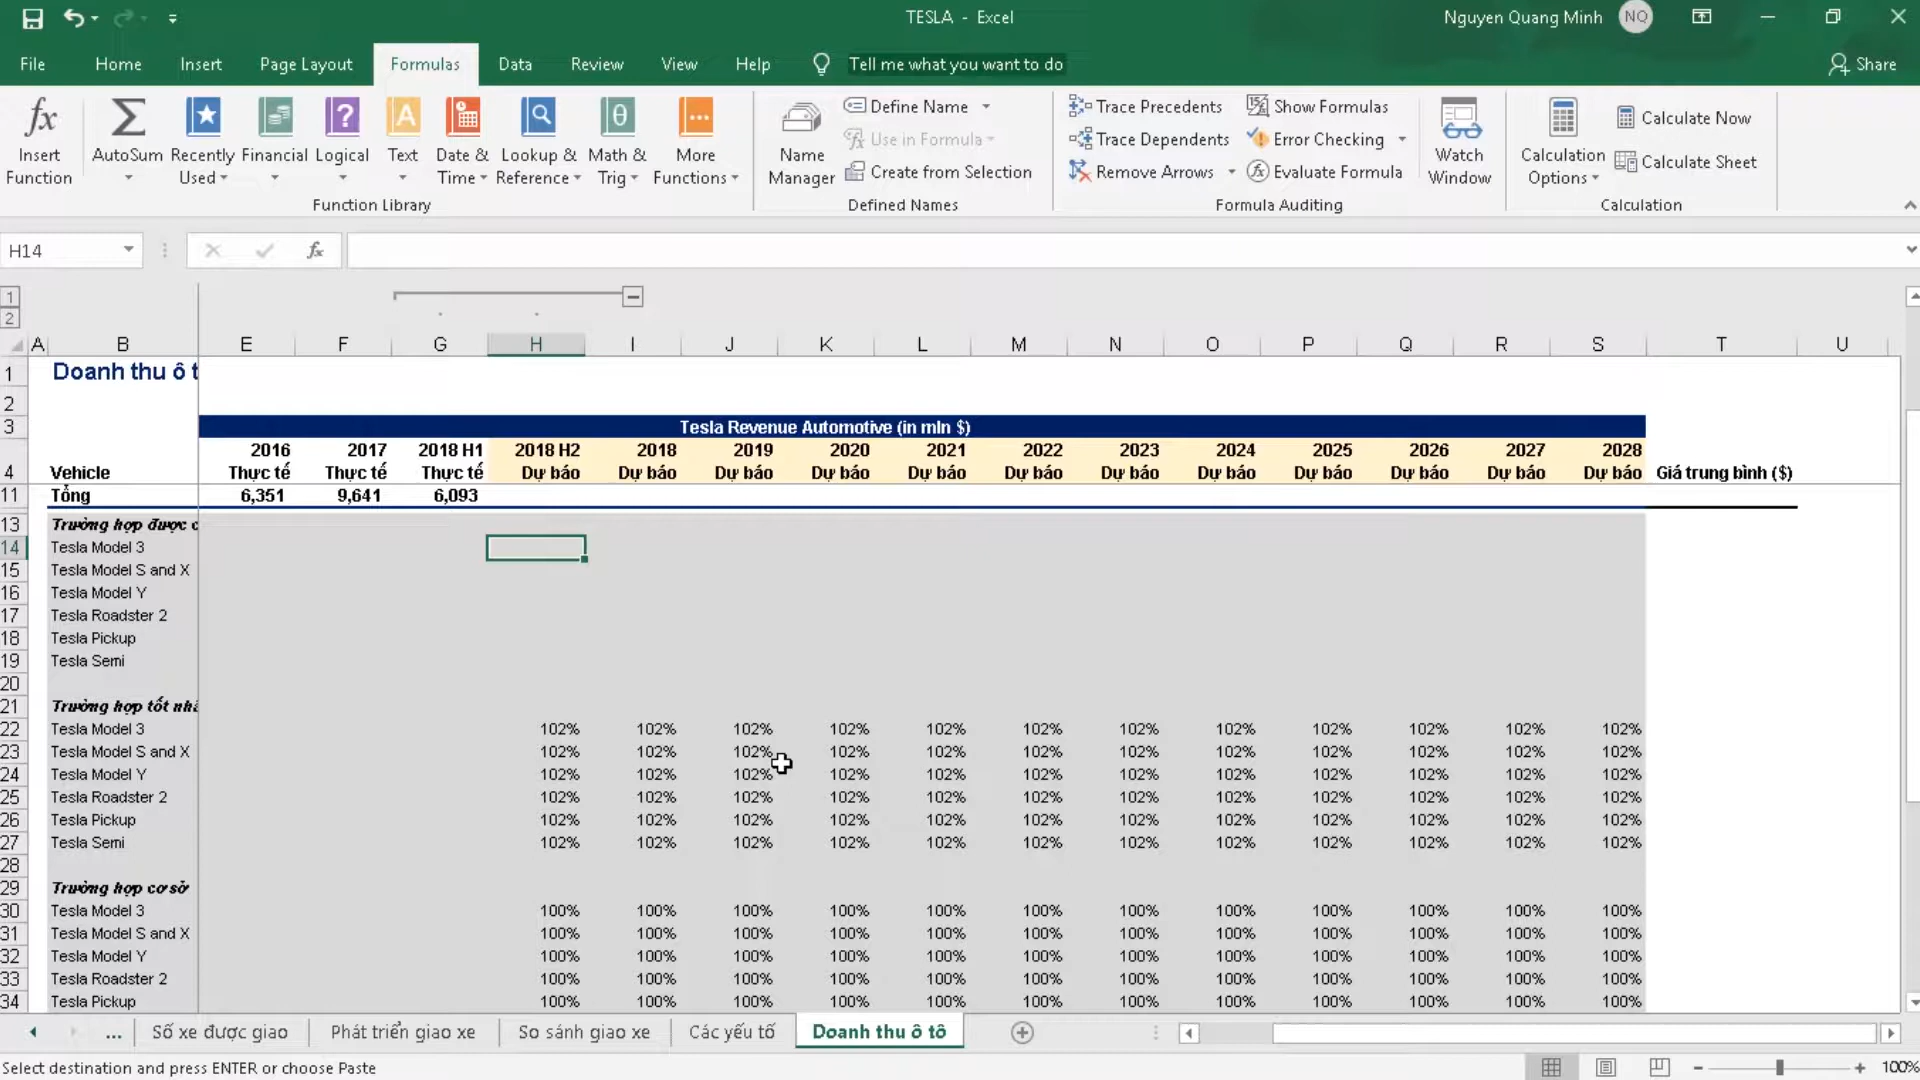 TESLA - Excel
Nguyen Quang Minh
NQ
File Home Insert Page Layout Formulas Data Review View Help Tell me what you want to do Share
Insert Function
AutoSum
Recently Used
Financial
Logical
Text
Date & Time
Lookup & Reference
Math & Trig
More Functions
Function Library
Name Manager
Define Name
Use in Formula
Create from Selection
Defined Names
Trace Precedents
Trace Dependents
Remove Arrows
Show Formulas
Error Checking
Evaluate Formula
Formula Auditing
Watch Window
Calculation Options
Calculate Now
Calculate Sheet
Calculation
H14
fx
1
2
A B E F G H I J K L M N O P Q R S T U
1 Doanh thu ô t
2
3 Tesla Revenue Automotive (in mln $)
2016 2017 2018 H1 2018 H2 2018 2019 2020 2021 2022 2023 2024 2025 2026 2027 2028
4 Vehicle Thực tế Thực tế Thực tế Dự báo Dự báo Dự báo Dự báo Dự báo Dự báo Dự báo Dự báo Dự báo Dự báo Dự báo Dự báo Giá trung bình ($)
11 Tổng 6,351 9,641 6,093
13 Trường hợp được c
14 Tesla Model 3
15 Tesla Model S and X
16 Tesla Model Y
17 Tesla Roadster 2
18 Tesla Pickup
19 Tesla Semi
20
21 Trường hợp tốt nhấ
22 Tesla Model 3 102% 102% 102% 102% 102% 102% 102% 102% 102% 102% 102% 102%
23 Tesla Model S and X 102% 102% 102% 102% 102% 102% 102% 102% 102% 102% 102% 102%
24 Tesla Model Y 102% 102% 102% 102% 102% 102% 102% 102% 102% 102% 102% 102%
25 Tesla Roadster 2 102% 102% 102% 102% 102% 102% 102% 102% 102% 102% 102% 102%
26 Tesla Pickup 102% 102% 102% 102% 102% 102% 102% 102% 102% 102% 102% 102%
27 Tesla Semi 102% 102% 102% 102% 102% 102% 102% 102% 102% 102% 102% 102%
28
29 Trường hợp cơ sở
30 Tesla Model 3 100% 100% 100% 100% 100% 100% 100% 100% 100% 100% 100% 100%
31 Tesla Model S and X 100% 100% 100% 100% 100% 100% 100% 100% 100% 100% 100% 100%
32 Tesla Model Y 100% 100% 100% 100% 100% 100% 100% 100% 100% 100% 100% 100%
33 Tesla Roadster 2 100% 100% 100% 100% 100% 100% 100% 100% 100% 100% 100% 100%
34 Tesla Pickup 100% 100% 100% 100% 100% 100% 100% 100% 100% 100% 100% 100%
... Số xe được giao Phát triển giao xe So sánh giao xe Các yếu tố Doanh thu ô tô
Select destination and press ENTER or choose Paste
100%